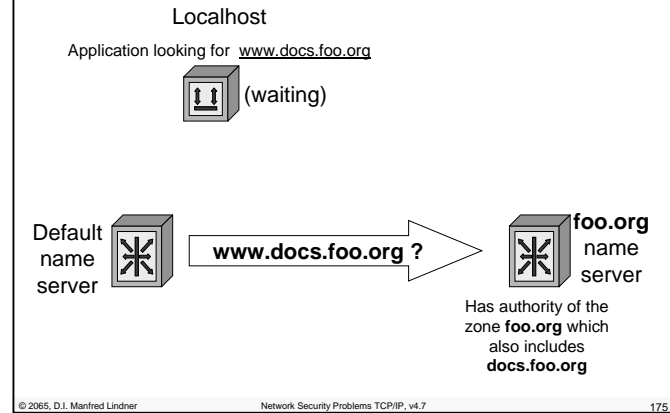 Localhost
Application looking for www.docs.foo.org
(waiting)
Default
name
server
www.docs.foo.org ?
foo.org
name
server
Has authority of the
zone foo.org which
also includes
docs.foo.org
© 2065, D.I. Manfred Lindner
Network Security Problems TCP/IP, v4.7
175